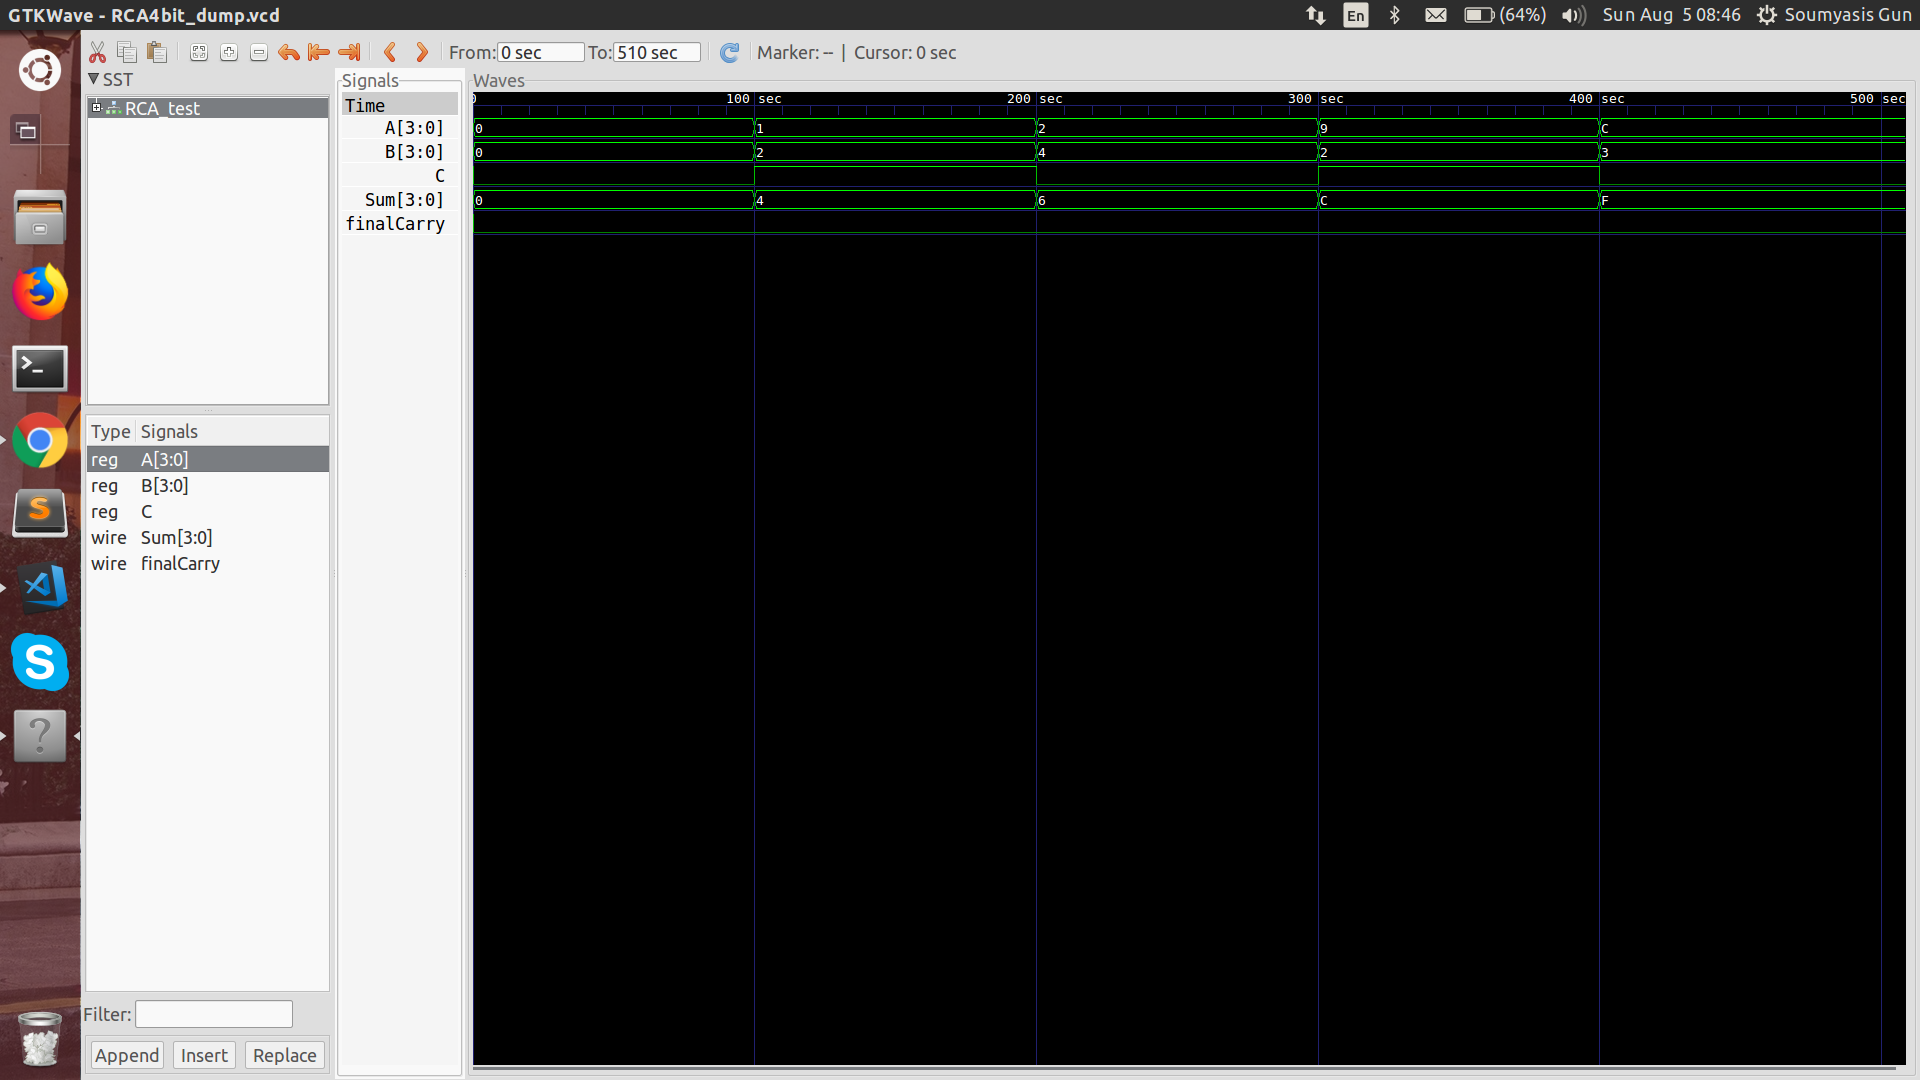 GTKWave - RCA4bit_dump.vcd
En
(64%)
Sun Aug 5 08:46
Soumyasis Gun
From: 0 sec To: 510 sec Marker: -- | Cursor: 0 sec
SST
RCA_test
Type Signals
reg A[3:0]
reg B[3:0]
reg C
wire Sum[3:0]
wire finalCarry
Filter:
Append Insert Replace
Signals
Time
A[3:0]
B[3:0]
C
Sum[3:0]
finalCarry
Waves
0 100 sec 200 sec 300 sec 400 sec 500 sec
0 1 2 9 C
0 2 4 2 3
0 4 6 C F